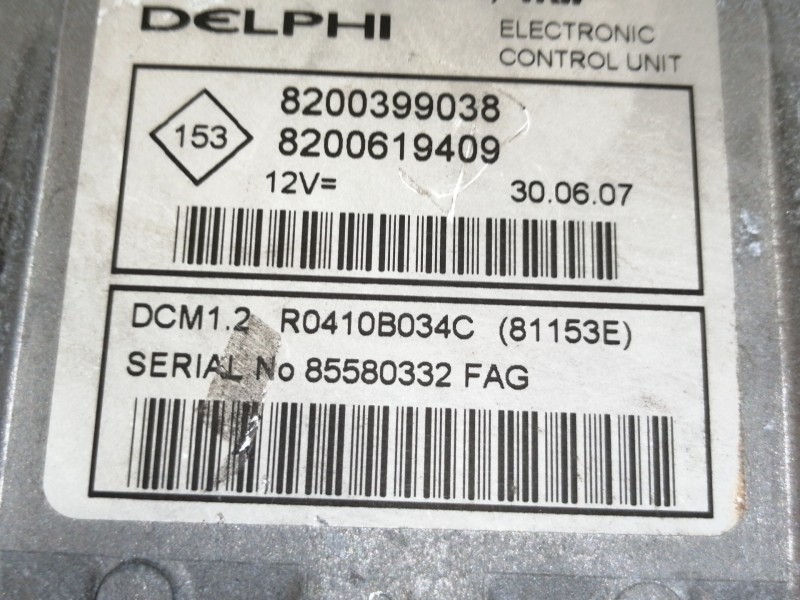 DELPHI
ELECTRONIC
CONTROL UNIT
153
8200399038
8200619409
12V=
30.06.07
DCM1.2 R0410B034C (81153E)
SERIAL No 85580332 FAG